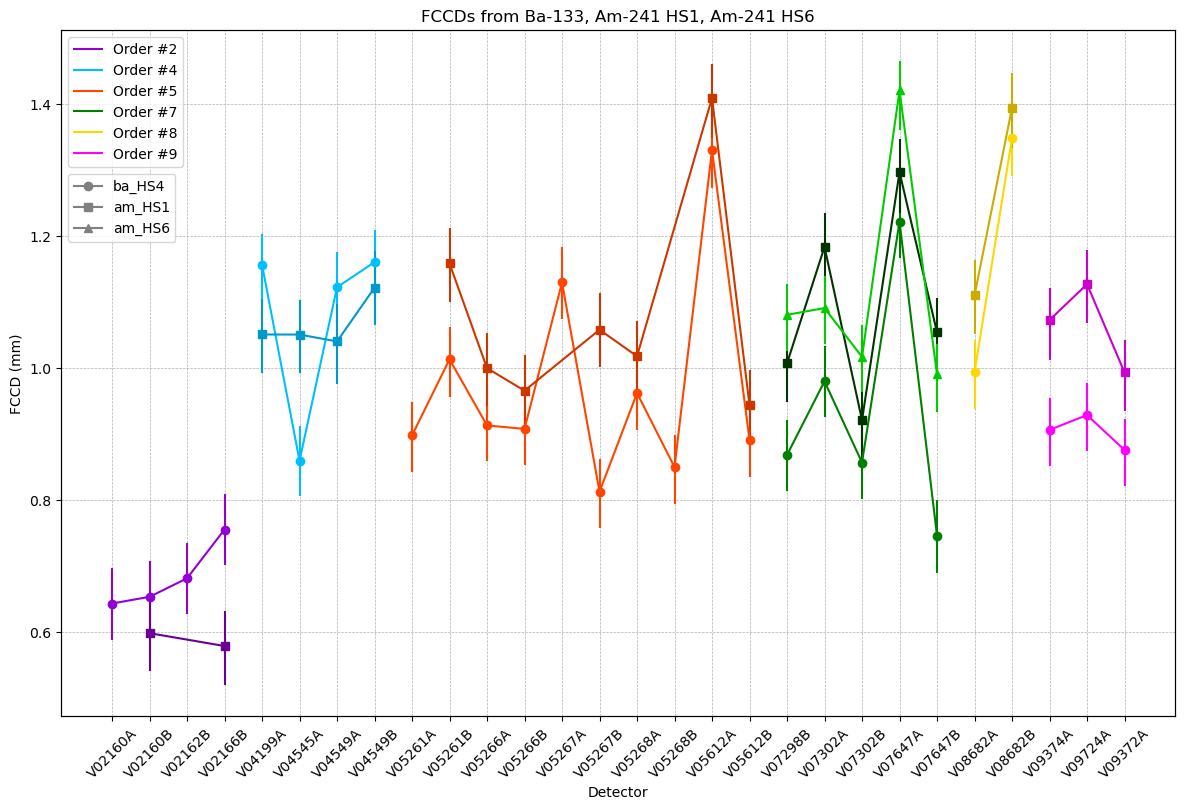 FCCDs from Ba-133, Am-241 HS1, Am-241 HS6
Order #2
Order #4
Order #5
Order #7
Order #8
Order #9
ba_HS4
am_HS1
am_HS6
FCCD (mm)
1.4
1.2
1.0
0.8
0.6
V02160A
V02160B
V02162B
V02166B
V04199A
V04545A
V04549A
V04549B
V05261A
V05261B
V05266A
V05266B
V05267A
V05267B
V05268A
V05268B
V05612A
V05612B
V07298B
V07302A
V07302B
V07647A
V07647B
V08682A
V08682B
V09374A
V09724A
V09372A
Detector